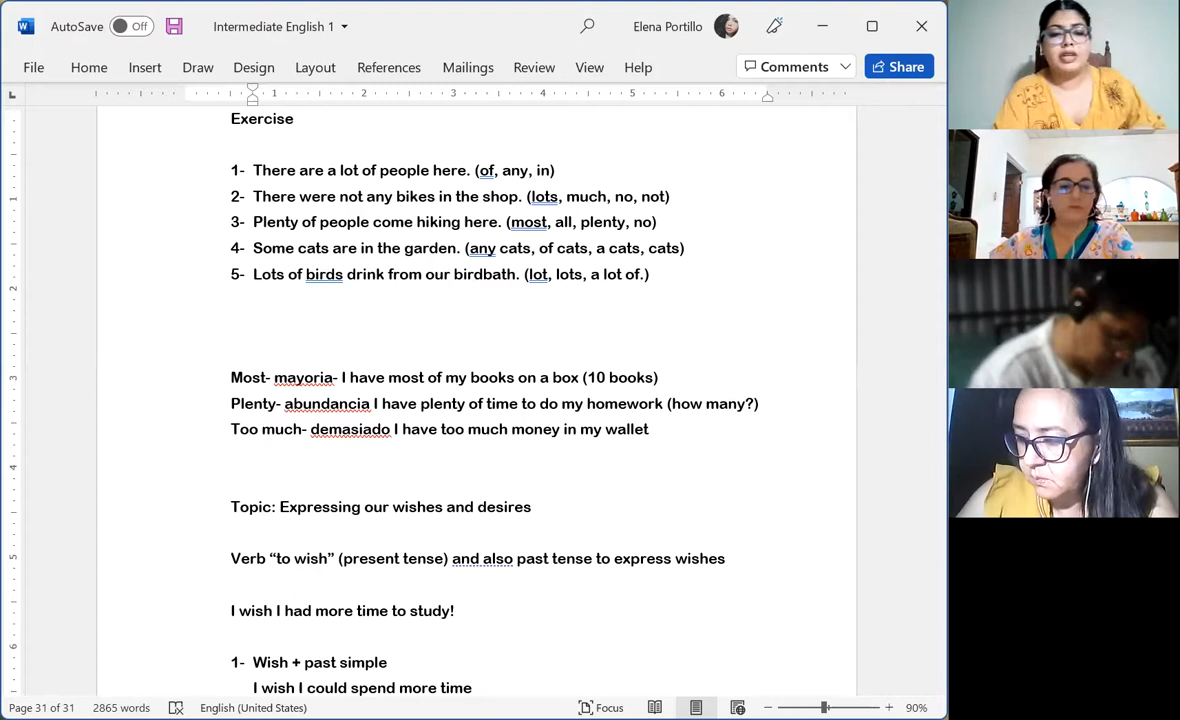 AutoSave Off Intermediate English 1 Elena Portillo
File Home Insert Draw Design Layout References Mailings Review View Help Comments Share
1 2 3 4 5 6
Exercise
1- There are a lot of people here. (of, any, in)
2- There were not any bikes in the shop. (lots, much, no, not)
3- Plenty of people come hiking here. (most, all, plenty, no)
4- Some cats are in the garden. (any cats, of cats, a cats, cats)
5- Lots of birds drink from our birdbath. (lot, lots, a lot of.)
Most- mayoria- I have most of my books on a box (10 books)
Plenty- abundancia I have plenty of time to do my homework (how many?)
Too much- demasiado I have too much money in my wallet
Topic: Expressing our wishes and desires
Verb “to wish” (present tense) and also past tense to express wishes
I wish I had more time to study!
1- Wish + past simple
I wish I could spend more time
Page 31 of 31 2865 words English (United States) Focus 90%